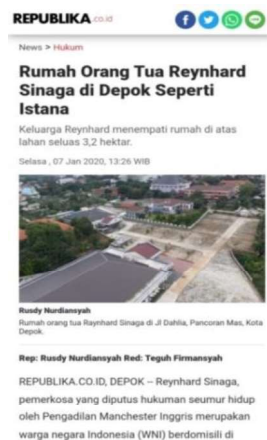 REPUBLIKA.co.id
News > Hukum
Rumah Orang Tua Reynhard
Sinaga di Depok Seperti
Istana
Keluarga Reynhard menempati rumah di atas
lahan seluas 3,2 hektar.
Selasa , 07 Jan 2020, 13:26 WIB
Rusdy Nurdiansyah
Rumah orang tua Raynhard Sinaga di Jl Dahlia, Pancoran Mas, Kota
Depok.
Rep: Rusdy Nurdiansyah Red: Teguh Firmansyah
REPUBLIKA.CO.ID, DEPOK -- Reynhard Sinaga,
pemerkosa yang diputus hukuman seumur hidup
oleh Pengadilan Manchester Inggris merupakan
warga negara Indonesia (WNI) berdomisili di